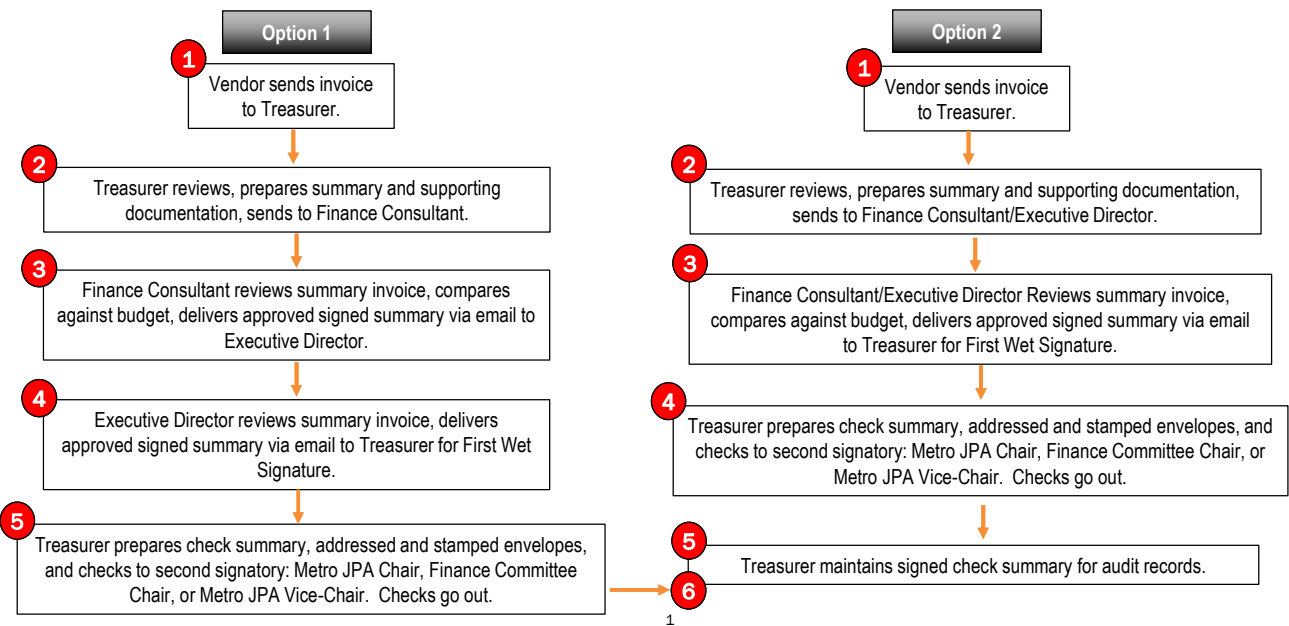 Option 1
1
Vendor sends invoice
to Treasurer.
2
Treasurer reviews, prepares summary and supporting
documentation, sends to Finance Consultant.
3
Finance Consultant reviews summary invoice, compares
against budget, delivers approved signed summary via email to
Executive Director.
4
Executive Director reviews summary invoice, delivers
approved signed summary via email to Treasurer for First Wet
Signature.
5
Treasurer prepares check summary, addressed and stamped envelopes,
and checks to second signatory: Metro JPA Chair, Finance Committee
Chair, or Metro JPA Vice-Chair.  Checks go out.
Option 2
1
Vendor sends invoice
to Treasurer.
2
Treasurer reviews, prepares summary and supporting documentation,
sends to Finance Consultant/Executive Director.
3
Finance Consultant/Executive Director Reviews summary invoice,
compares against budget, delivers approved signed summary via email
to Treasurer for First Wet Signature.
4
Treasurer prepares check summary, addressed and stamped envelopes, and
checks to second signatory: Metro JPA Chair, Finance Committee Chair, or
Metro JPA Vice-Chair.  Checks go out.
5
6
Treasurer maintains signed check summary for audit records.
1